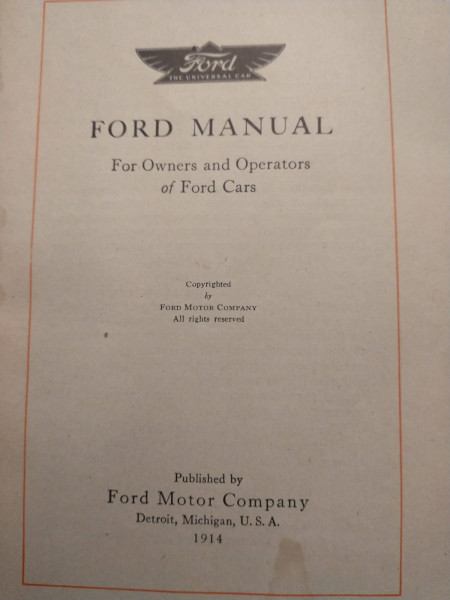 Ford
THE UNIVERSAL CAR
FORD MANUAL
For Owners and Operators
of Ford Cars
Copyrighted
by
FORD MOTOR COMPANY
All rights reserved
Published by
Ford Motor Company
Detroit, Michigan, U. S. A.
1914